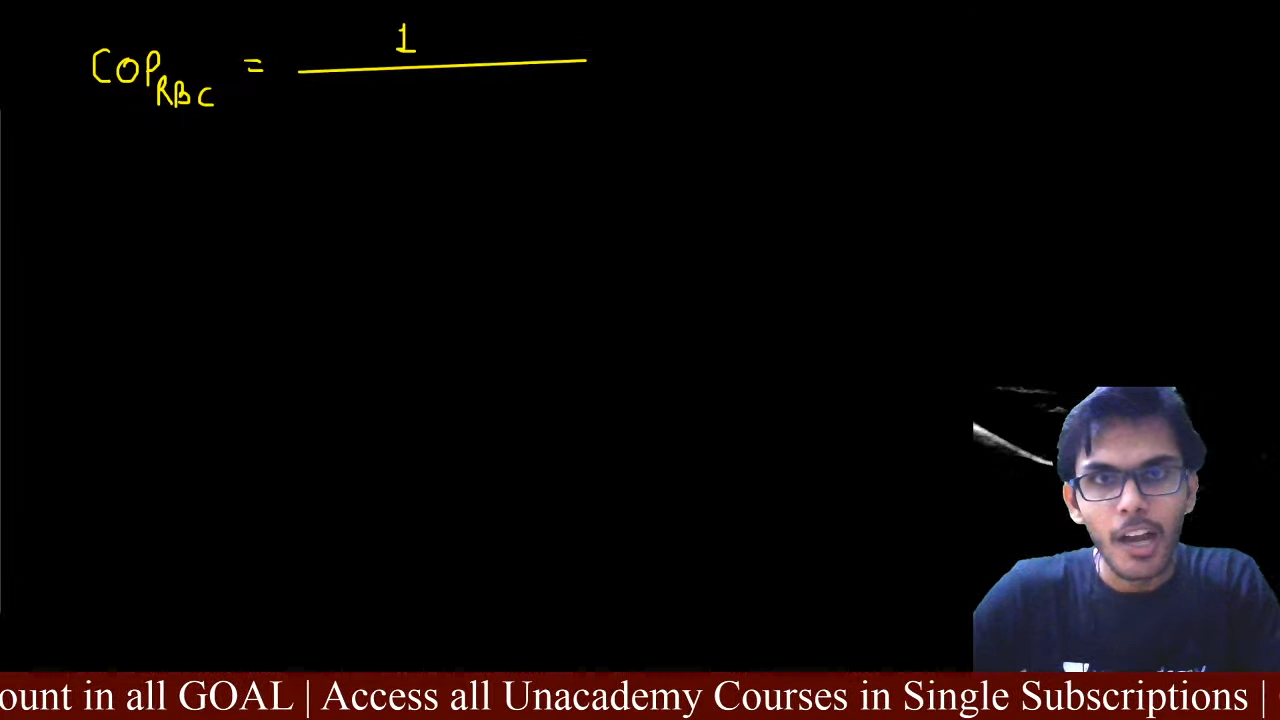 COP_RBC = 1/
ount in all GOAL | Access all Unacademy Courses in Single Subscriptions |